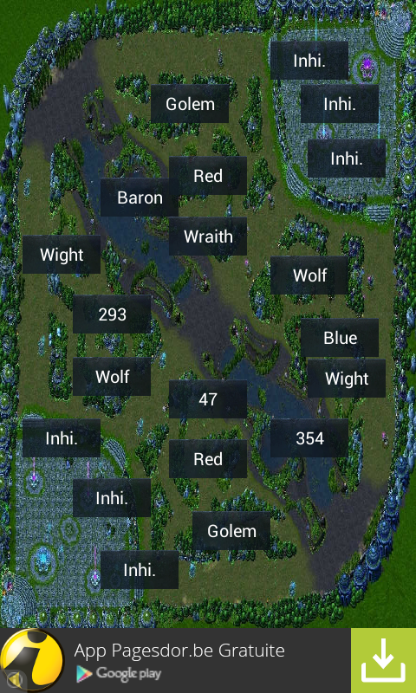 Inhi.
Golem
Inhi.
Inhi.
Red
Baron
Wraith
Wight
Wolf
293
Blue
Wolf
Wight
47
Inhi.
354
Red
Inhi.
Golem
Inhi.
App Pagesdor.be Gratuite
Google play